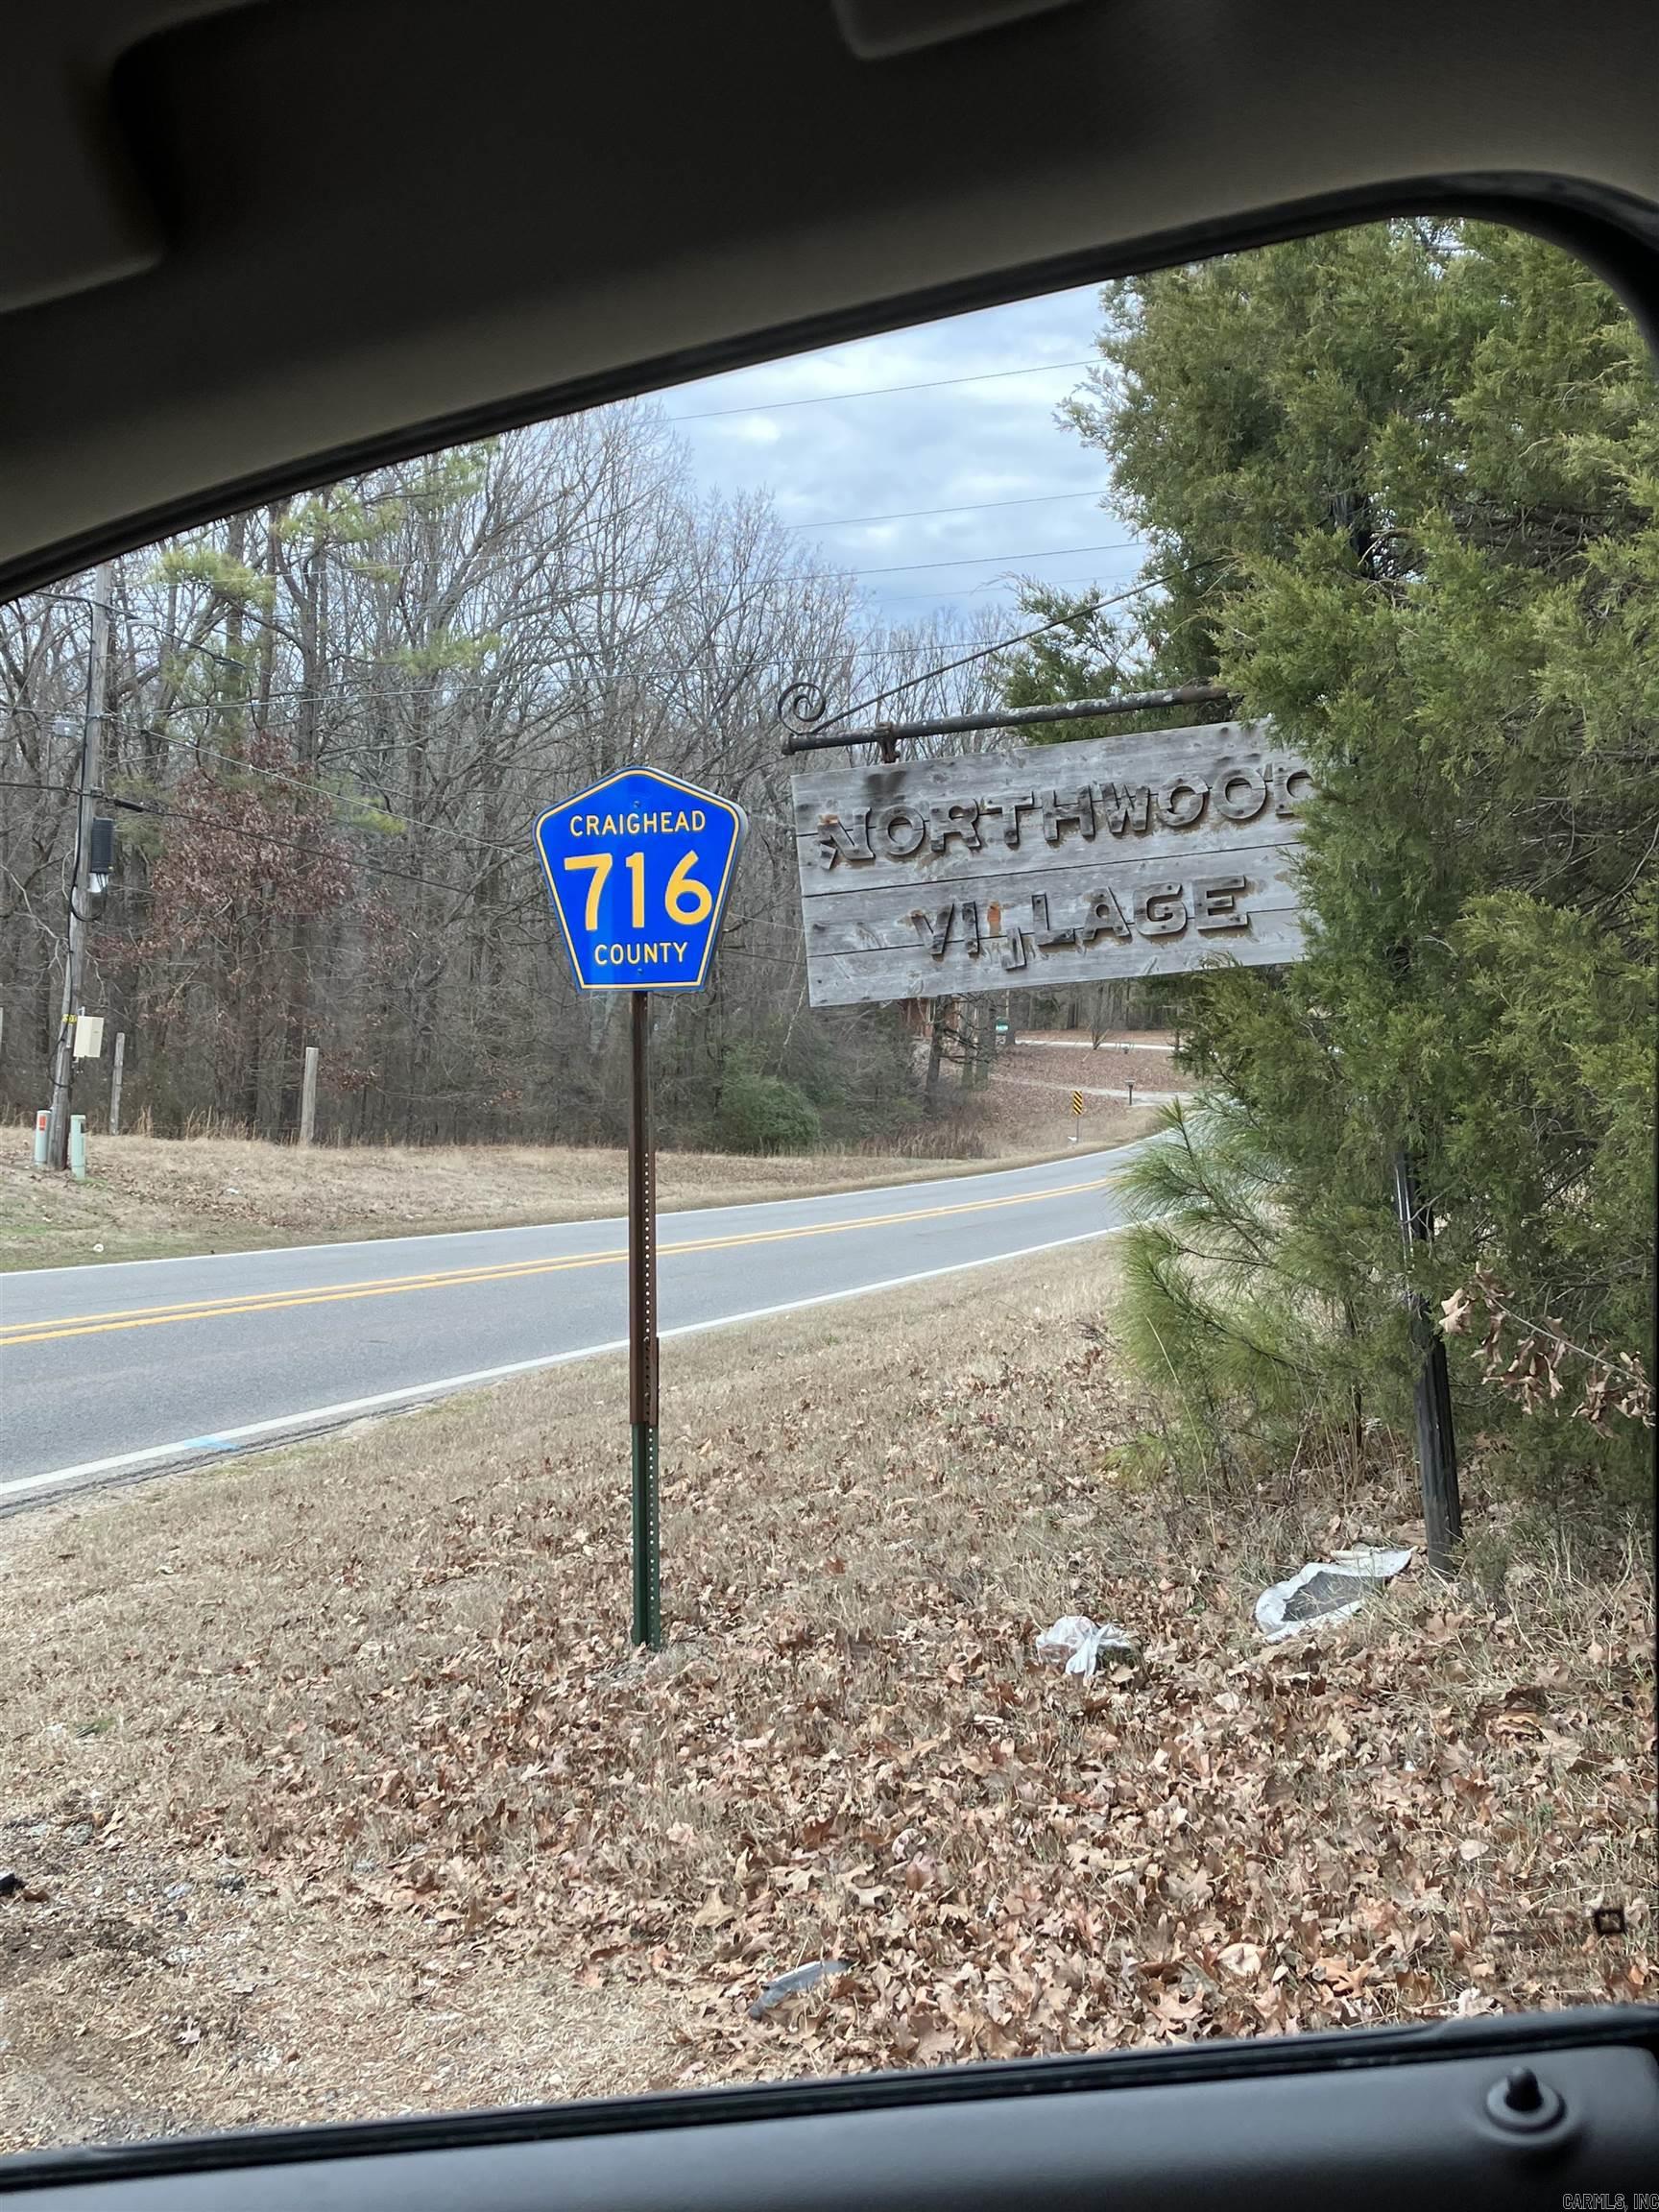 CRAIGHEAD
716
COUNTY
NORTHWOOD
VILLAGE
CARMLS, INC